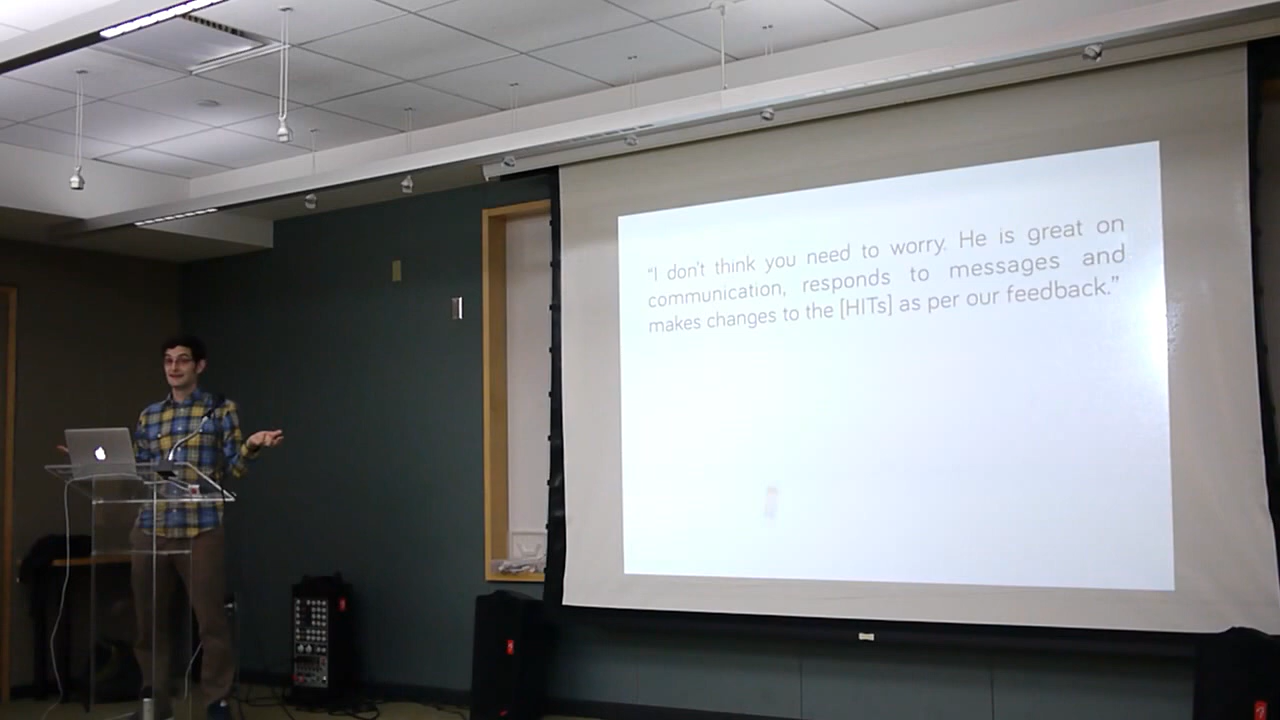 “I don't think you need to worry. He is great on
communication, responds to messages and
makes changes to the [HITs] as per our feedback.”